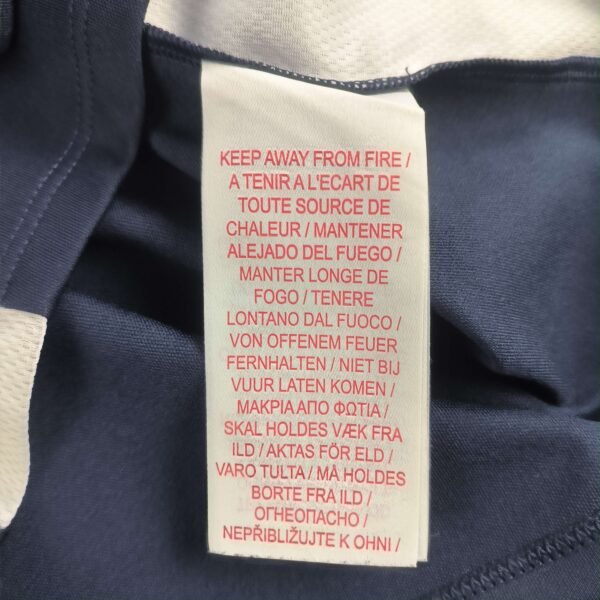 KEEP AWAY FROM FIRE /
A TENIR A L'ECART DE
TOUTE SOURCE DE
CHALEUR / MANTENER
ALEJADO DEL FUEGO /
MANTER LONGE DE
FOGO / TENERE
LONTANO DAL FUOCO /
VON OFFENEM FEUER
FERNHALTEN / NIET BIJ
VUUR LATEN KOMEN /
ΜΑΚΡΙΑ ΑΠΟ ΦΩΤΙΑ /
SKAL HOLDES VÆK FRA
ILD / AKTAS FÖR ELD /
VARO TULTA / MÅ HOLDES
BORTE FRA ILD /
ОГНЕОПАСНО /
NEPŘIBLIŽUJTE K OHNI /